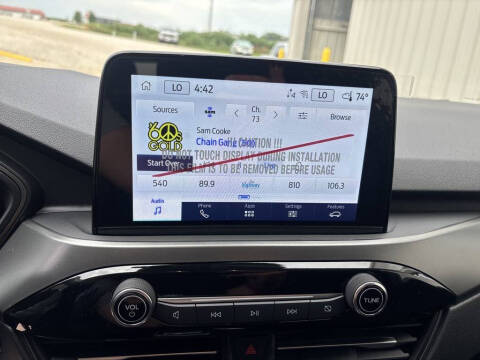 LO 4:42 LO 74°
Sources Ch. 73 Browse
60s GOLD
Sam Cooke
Chain Gang (60)
!!! CAUTION !!!
DO NOT TOUCH DISPLAY DURING INSTALLATION
THIS FILM IS TO BE REMOVED BEFORE USAGE
Start Over
540 89.9 Highway 810 106.3
Audio Phone Apps Settings Features
VOL TUNE